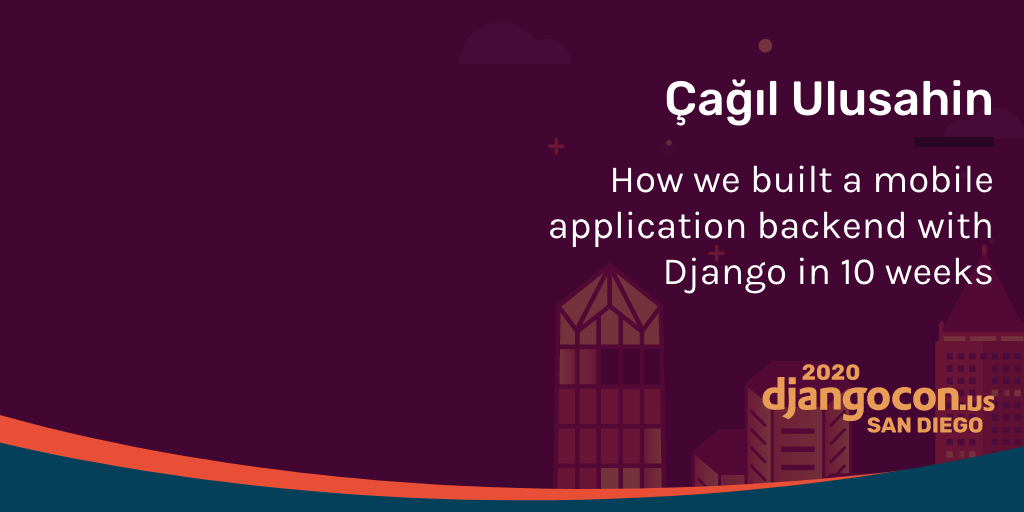 Çağıl Ulusahin
How we built a mobile
application backend with
Django in 10 weeks
2020
djangocon.us
SAN DIEGO